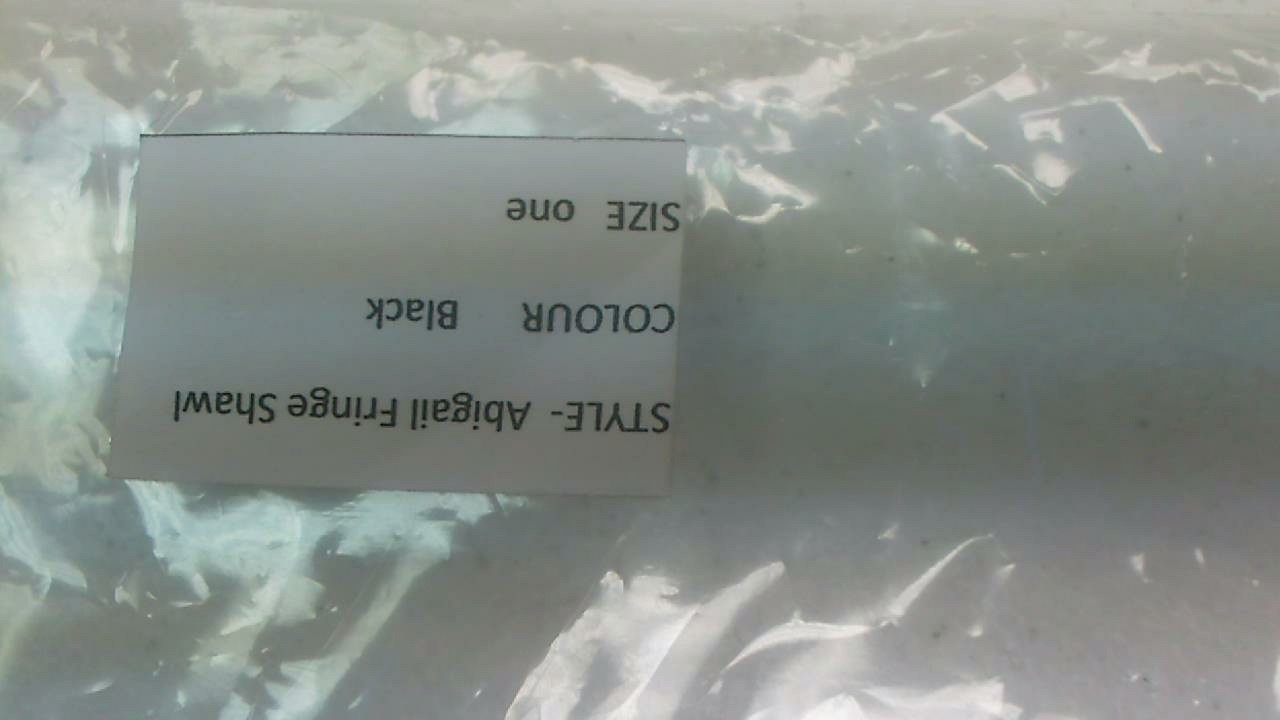 STYLE- Abigail Fringe Shawl
COLOUR Black
SIZE one